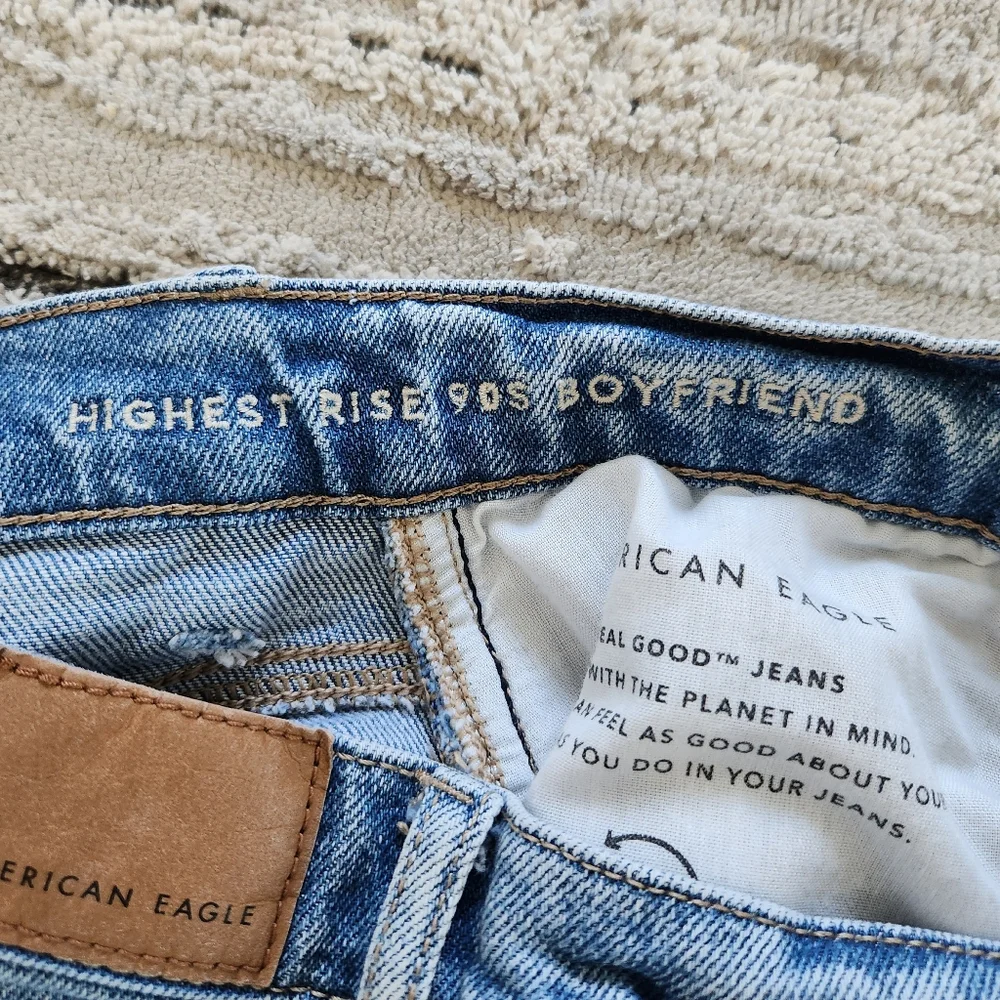 HIGHEST RISE 90S BOYFRIEND
RICAN EAGLE
EAL GOOD™ JEANS
WITH THE PLANET IN MIND.
AN FEEL AS GOOD ABOUT YOU
S YOU DO IN YOUR JEANS.
ERICAN EAGLE